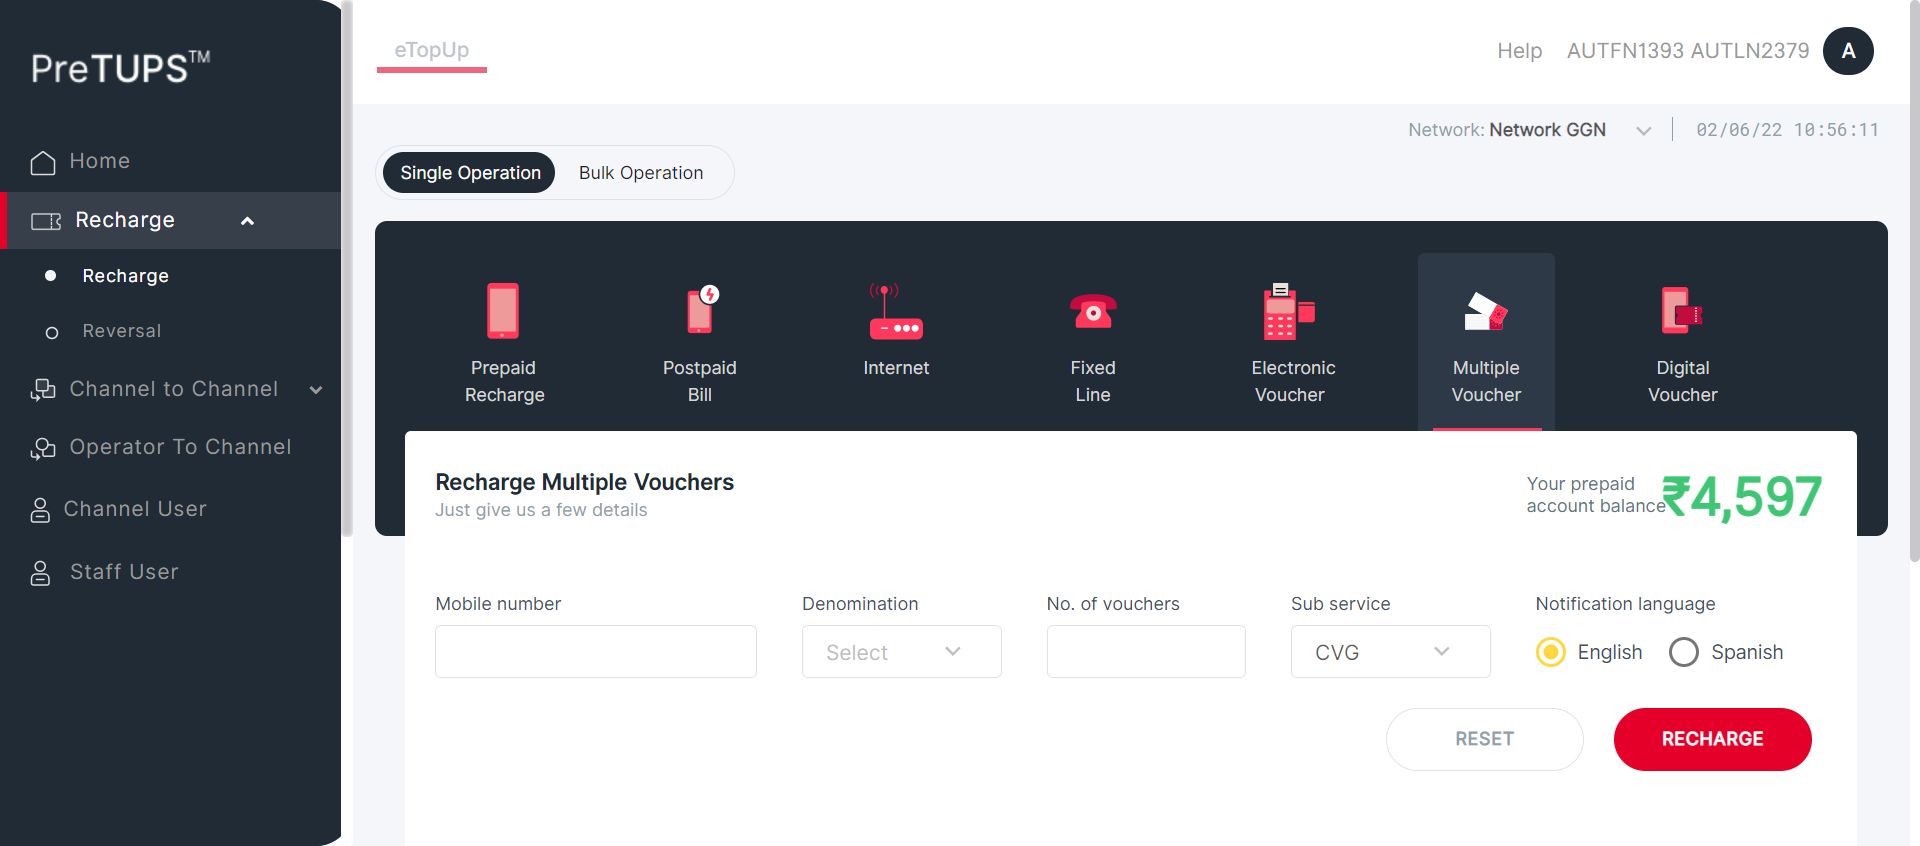 PreTUPS™
Home
Recharge
Recharge
Reversal
Channel to Channel
Operator To Channel
Channel User
Staff User
eTopUp
Help AUTFN1393 AUTLN2379 A
Network: Network GGN 02/06/22 10:56:11
Single Operation Bulk Operation
Prepaid
Recharge
Postpaid
Bill
Internet
Fixed
Line
Electronic
Voucher
Multiple
Voucher
Digital
Voucher
Recharge Multiple Vouchers
Just give us a few details
Your prepaid
account balance
₹4,597
Mobile number
Denomination
Select
No. of vouchers
Sub service
CVG
Notification language
English Spanish
RESET RECHARGE